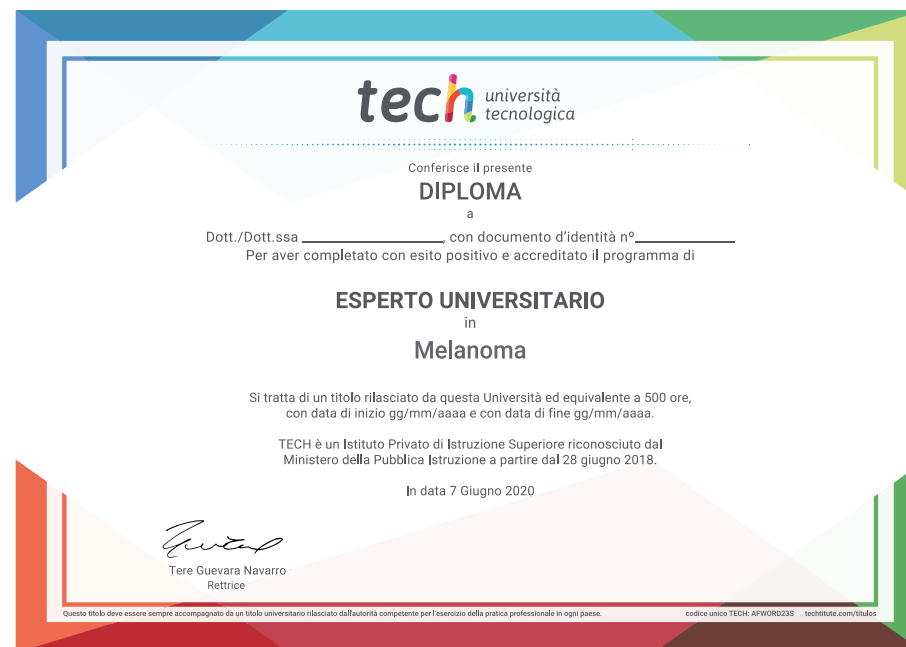 tech università
tecnologica
Conferisce il presente
DIPLOMA
a
Dott./Dott.ssa ____________________, con documento d'identità nº______________
Per aver completato con esito positivo e accreditato il programma di
ESPERTO UNIVERSITARIO
in
Melanoma
Si tratta di un titolo rilasciato da questa Università ed equivalente a 500 ore,
con data di inizio gg/mm/aaaa e con data di fine gg/mm/aaaa.
TECH è un Istituto Privato di Istruzione Superiore riconosciuto dal
Ministero della Pubblica Istruzione a partire dal 28 giugno 2018.
In data 7 Giugno 2020
Tere Guevara Navarro
Rettrice
Questo titolo deve essere sempre accompagnato da un titolo universitario rilasciato dall'autorità competente per l'esercizio della pratica professionale in ogni paese. codice unico TECH: AFWORD23S techtitute.com/titulos